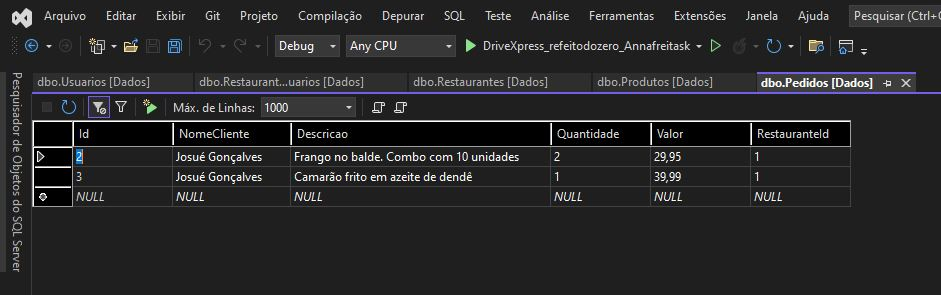 Arquivo Editar Exibir Git Projeto Compilação Depurar SQL Teste Análise Ferramentas Extensões Janela Ajuda Pesquisar (Ctrl+
Debug Any CPU DriveXpress_refeitodozero_Annafreitask
dbo.Usuarios [Dados] dbo.Restaurant...uarios [Dados] dbo.Restaurantes [Dados] dbo.Produtos [Dados] dbo.Pedidos [Dados]
Máx. de Linhas: 1000
Id NomeCliente Descricao Quantidade Valor RestauranteId
2 Josué Gonçalves Frango no balde. Combo com 10 unidades 2 29,95 1
3 Josué Gonçalves Camarão frito em azeite de dendê 1 39,99 1
NULL NULL NULL NULL NULL NULL
Pesquisador de Objetos do SQL Server